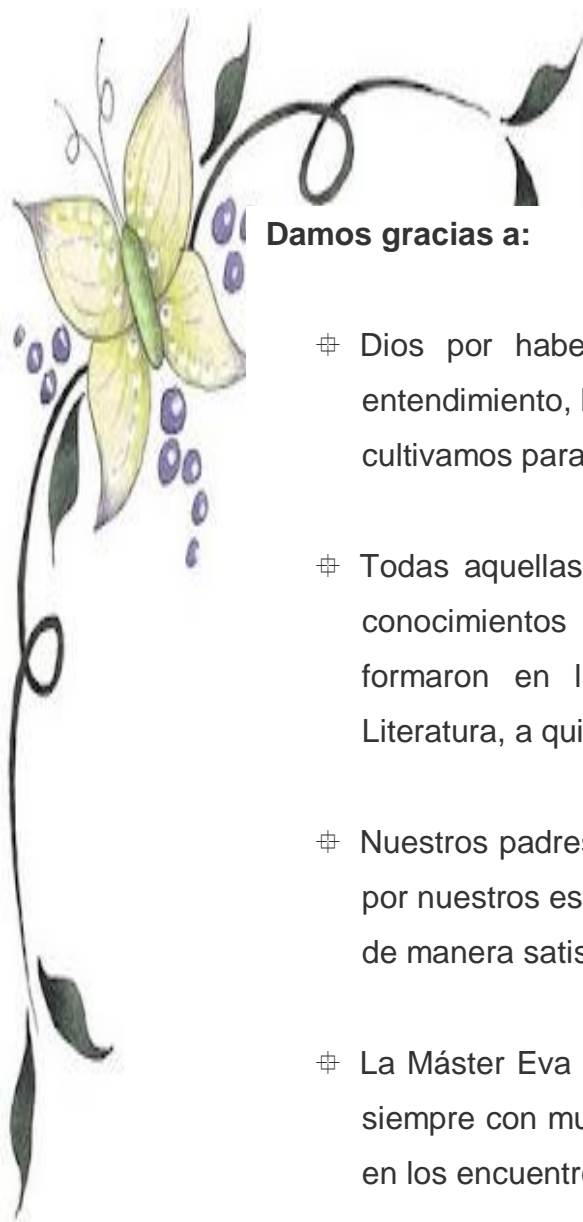 Damos gracias a:
Dios por habe
entendimiento,
cultivamos para
Todas aquellas
conocimientos
formaron en
Literatura, a qui
Nuestros padres
por nuestros es
de manera satis
La Máster Eva
siempre con mu
en los encuentro